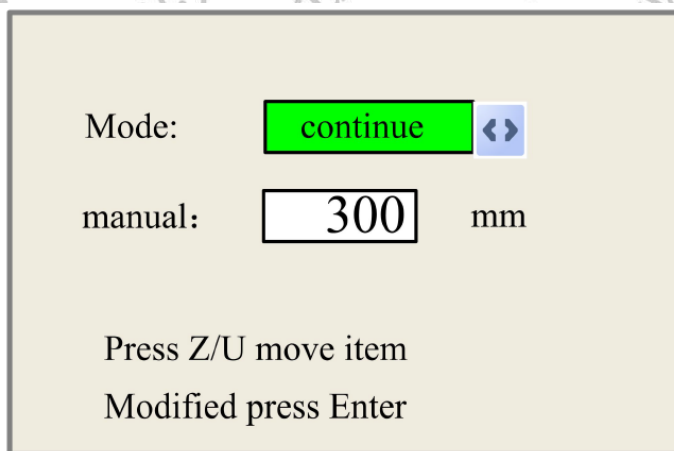 Mode: continue
manual： 300 mm
Press Z/U move item
Modified press Enter